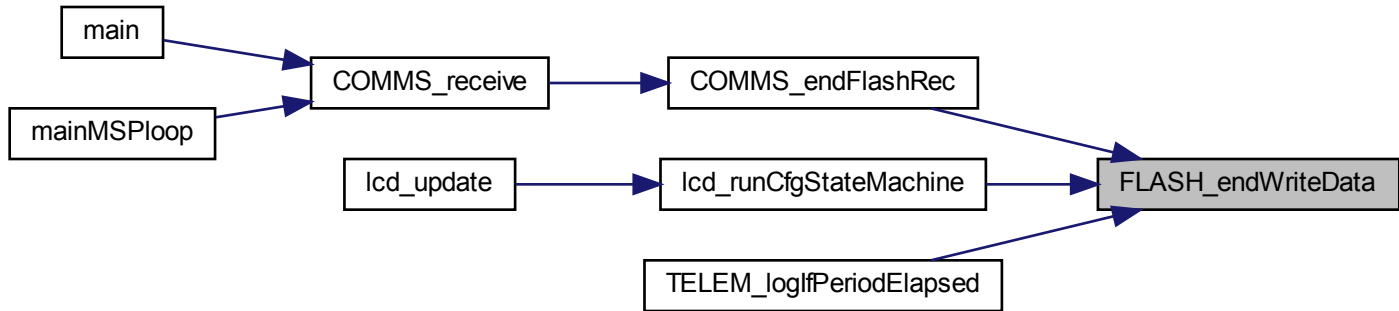 main
mainMSPloop
COMMS_receive
COMMS_endFlashRec
lcd_update
lcd_runCfgStateMachine
TELEM_logIfPeriodElapsed
FLASH_endWriteData